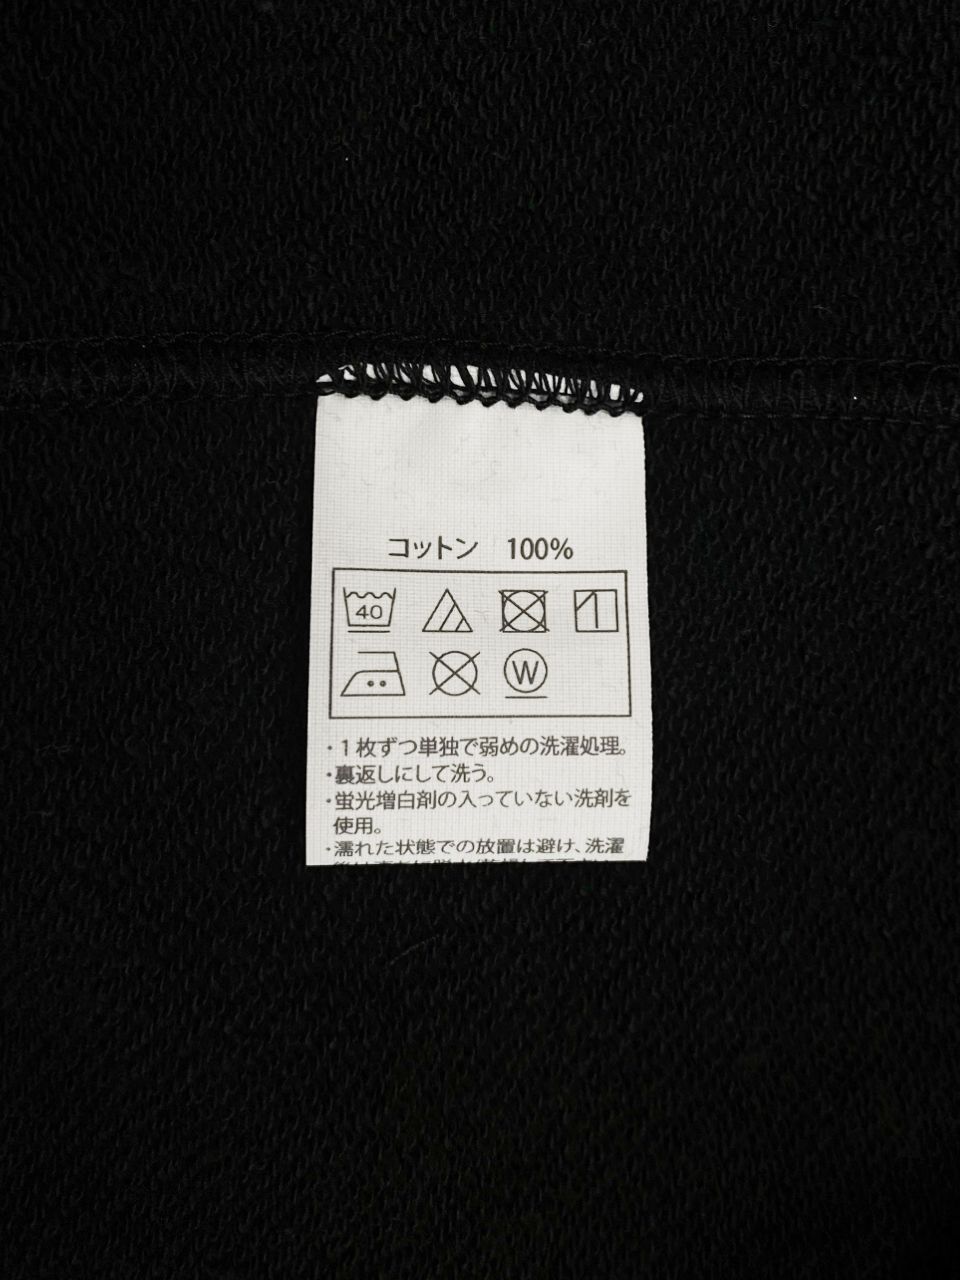 コットン 100%
40
W
・1枚ずつ単独で弱めの洗濯処理。
・裏返しにして洗う。
・蛍光増白剤の入っていない洗剤を
使用。
・濡れた状態での放置は避け、洗濯